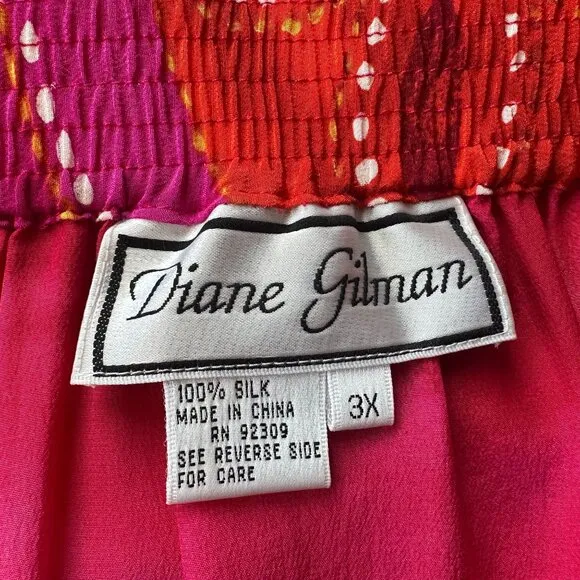 Diane Gilman
100% SILK
MADE IN CHINA
RN 92309
SEE REVERSE SIDE
FOR CARE
3X